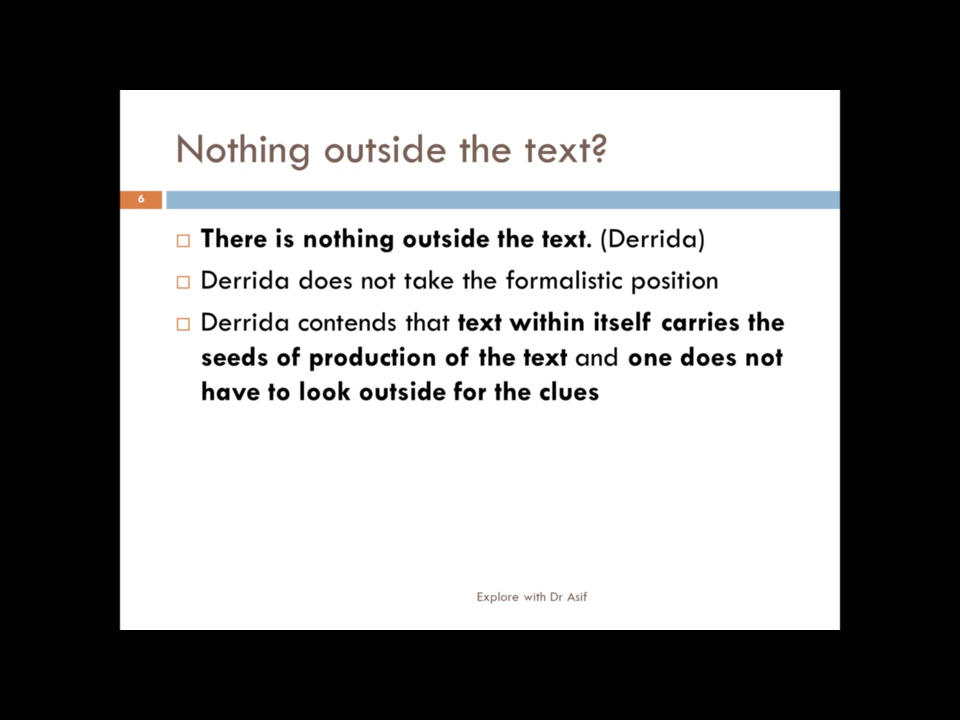 Nothing outside the text?
6
There is nothing outside the text. (Derrida)
Derrida does not take the formalistic position
Derrida contends that text within itself carries the
seeds of production of the text and one does not
have to look outside for the clues
Explore with Dr Asif